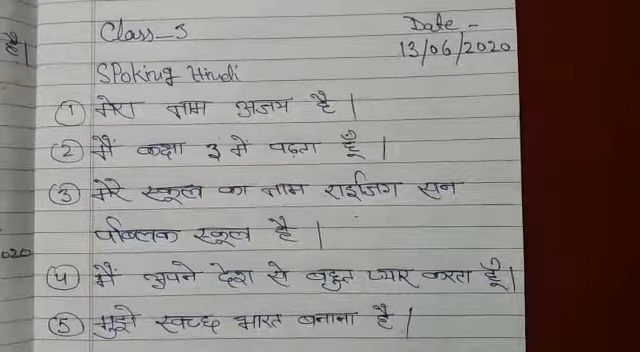 Class-3
Date-
13/06/2020
SPoking Hindi
① मेरा नाम अजय है |
② मैं कक्षा 3 में पढ़ता हूँ |
③ मेरे स्कूल का नाम राईजिंग सन
पब्लिक स्कूल है |
④ मैं अपने देश से बहुत प्यार करता हूँ |
⑤ मुझे स्वच्छ भारत बनाना है |
020
है |